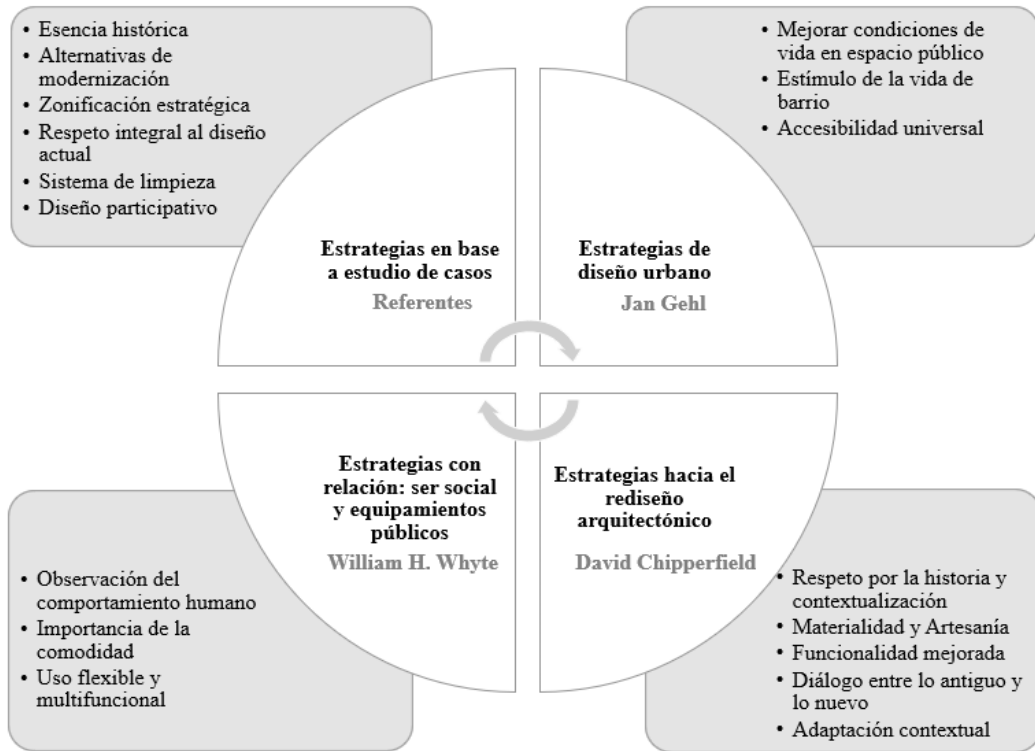 • Esencia histórica
• Alternativas de
modernización
• Zonificación estratégica
• Respeto integral al diseño
actual
• Sistema de limpieza
• Diseño participativo
• Mejorar condiciones de
vida en espacio público
• Estímulo de la vida de
barrio
• Accesibilidad universal
Estrategias en base
a estudio de casos
Referentes
Estrategias de
diseño urbano
Jan Gehl
Estrategias con
relación: ser social
y equipamientos
públicos
William H. Whyte
Estrategias hacia el
rediseño
arquitectónico
David Chipperfield
• Observación del
comportamiento humano
• Importancia de la
comodidad
• Uso flexible y
multifuncional
• Respeto por la historia y
contextualización
• Materialidad y Artesanía
• Funcionalidad mejorada
• Diálogo entre lo antiguo y
lo nuevo
• Adaptación contextual